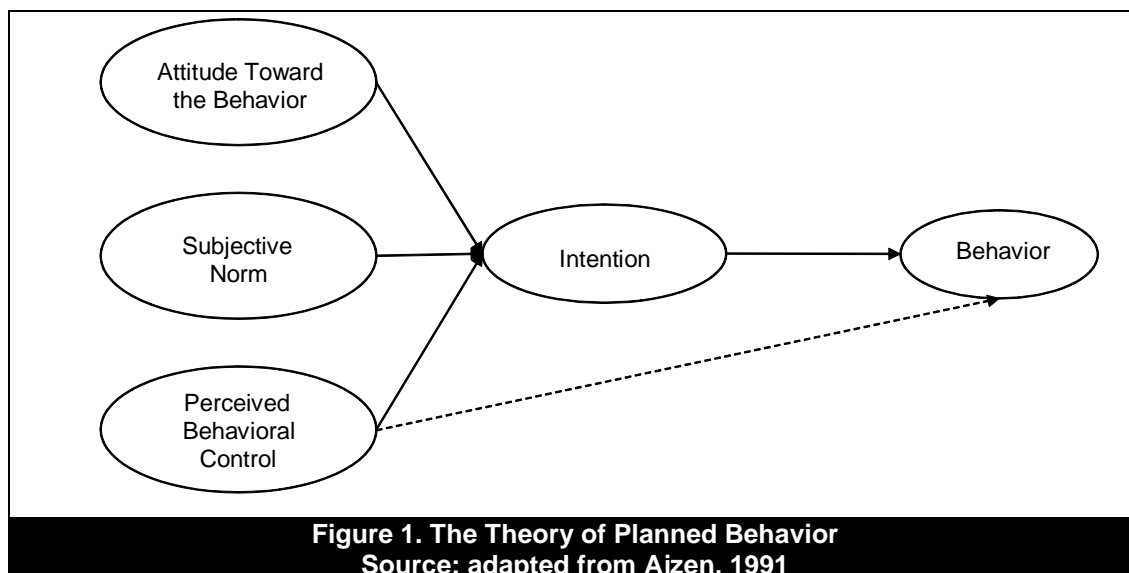 Attitude Toward
the Behavior
Subjective
Norm
Perceived
Behavioral
Control
Intention
Behavior
Figure 1. The Theory of Planned Behavior
Source: adapted from Ajzen, 1991